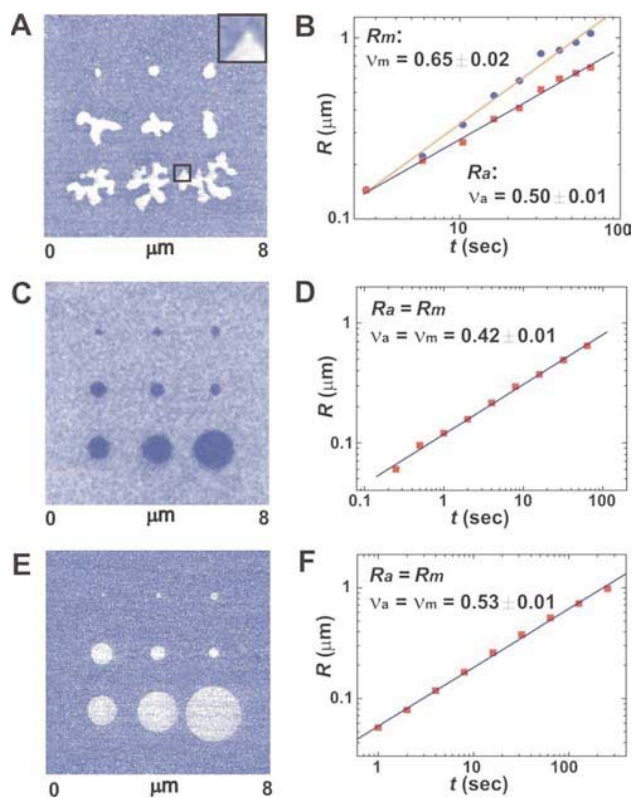 A
0 μm 8
B
Rm:
νm = 0.65 ± 0.02
Ra:
νa = 0.50 ± 0.01
R (μm)
1
0.1
10 100
t (sec)
C
0 μm 8
D
Ra = Rm
νa = νm = 0.42 ± 0.01
R (μm)
1
0.1
0.1 1 10 100
t (sec)
E
0 μm 8
F
Ra = Rm
νa = νm = 0.53 ± 0.01
R (μm)
1
0.1
1 10 100
t (sec)